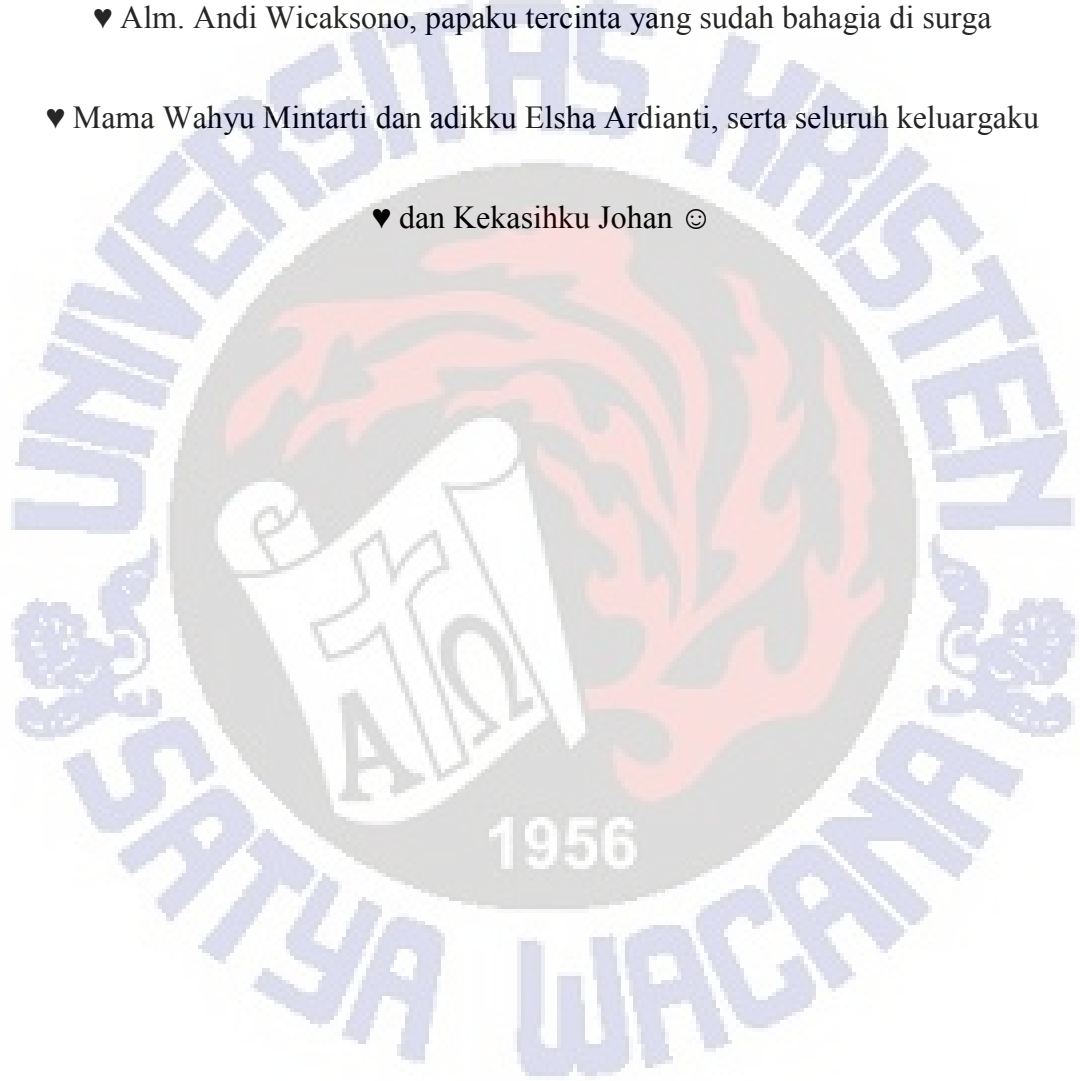 ♥ Alm. Andi Wicaksono, papaku tercinta yang sudah bahagia di surga
♥ Mama Wahyu Mintarti dan adikku Elsha Ardianti, serta seluruh keluargaku
♥ dan Kekasihku Johan ☺
UNIVERSITAS KRISTEN
Α Ω
1956
SATYA WACANA